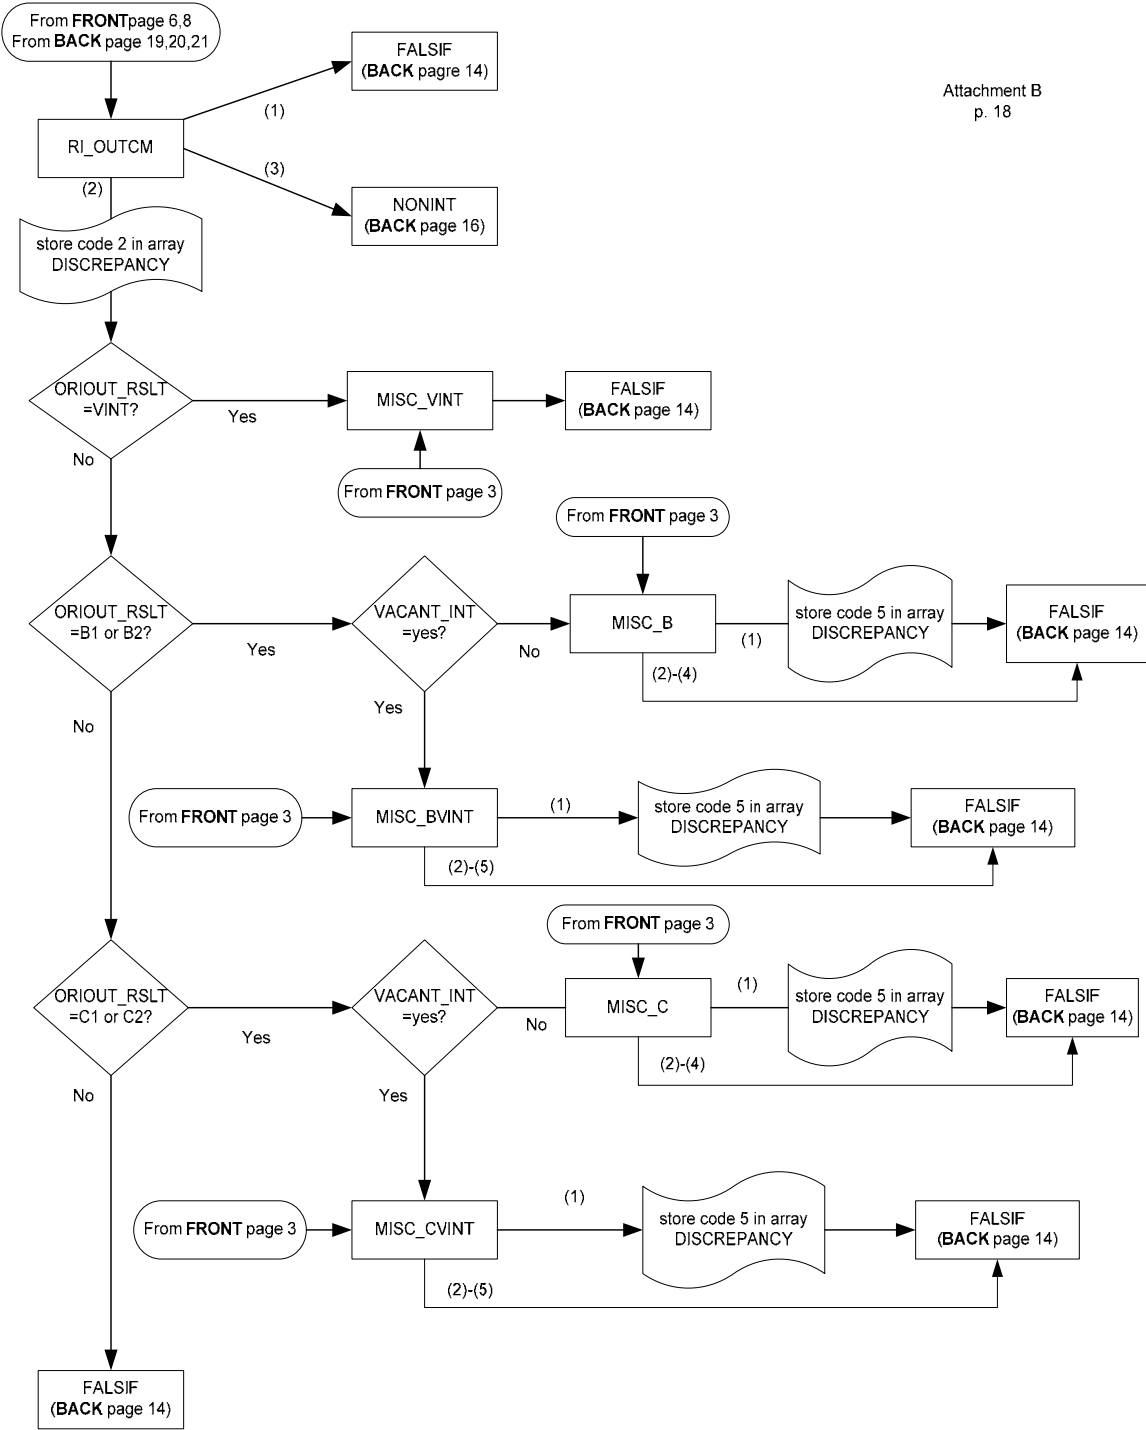 From FRONTpage 6,8
From BACK page 19,20,21
FALSIF
(BACK pagre 14)
Attachment B
p. 18
(1)
RI_OUTCM
(3)
(2)
NONINT
(BACK page 16)
store code 2 in array
DISCREPANCY
ORIOUT_RSLT
=VINT?
Yes
MISC_VINT
FALSIF
(BACK page 14)
No
From FRONT page 3
From FRONT page 3
ORIOUT_RSLT
=B1 or B2?
Yes
VACANT_INT
=yes?
No
MISC_B
(1)
store code 5 in array
DISCREPANCY
FALSIF
(BACK page 14)
(2)-(4)
Yes
No
From FRONT page 3
MISC_BVINT
(1)
store code 5 in array
DISCREPANCY
FALSIF
(BACK page 14)
(2)-(5)
From FRONT page 3
ORIOUT_RSLT
=C1 or C2?
Yes
VACANT_INT
=yes?
No
MISC_C
(1)
store code 5 in array
DISCREPANCY
FALSIF
(BACK page 14)
(2)-(4)
No
Yes
From FRONT page 3
MISC_CVINT
(1)
store code 5 in array
DISCREPANCY
FALSIF
(BACK page 14)
(2)-(5)
FALSIF
(BACK page 14)